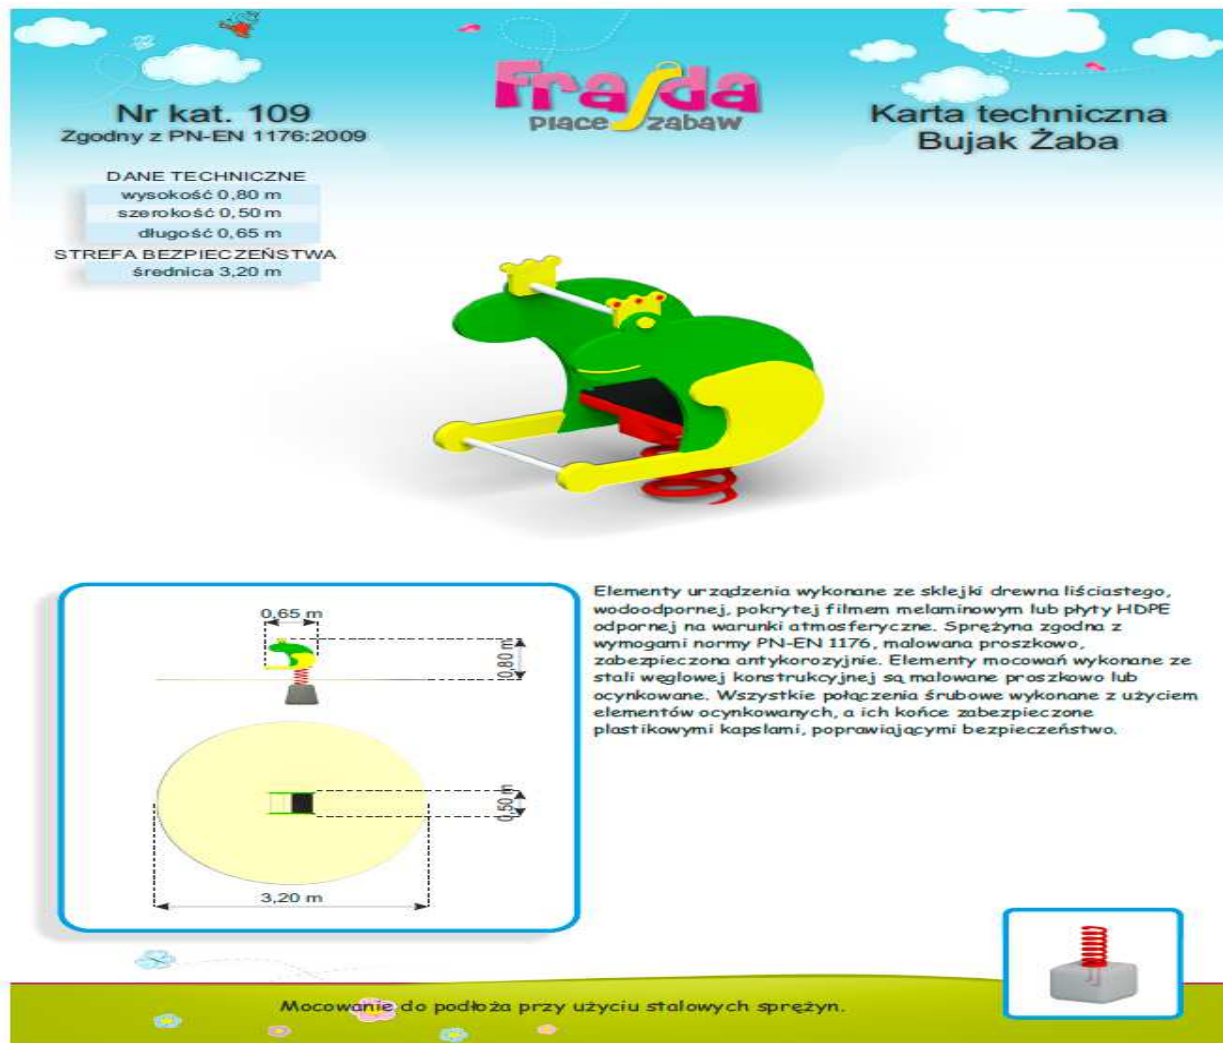 Nr kat. 109
Zgodny z PN-EN 1176:2009
Frajda
place zabaw
Karta techniczna
Bujak Żaba
DANE TECHNICZNE
wysokość 0,80 m
szerokość 0,50 m
długość 0,65 m
STREFA BEZPIECZEŃSTWA
średnica 3,20 m
0,65 m
0,80 m
0,50 m
3,20 m
Elementy urządzenia wykonane ze sklejki drewna liściastego,
wodoodpornej, pokrytej filmem melaminowym lub płyty HDPE
odpornej na warunki atmosferyczne. Sprężyna zgodna z
wymogami normy PN-EN 1176, malowana proszkowo,
zabezpieczona antykorozyjnie. Elementy mocowań wykonane ze
stali węglowej konstrukcyjnej są malowane proszkowo lub
ocynkowane. Wszystkie połączenia śrubowe wykonane z użyciem
elementów ocynkowanych, a ich końce zabezpieczone
plastikowymi kapslami, poprawiającymi bezpieczeństwo.
Mocowanie do podłoża przy użyciu stalowych sprężyn.